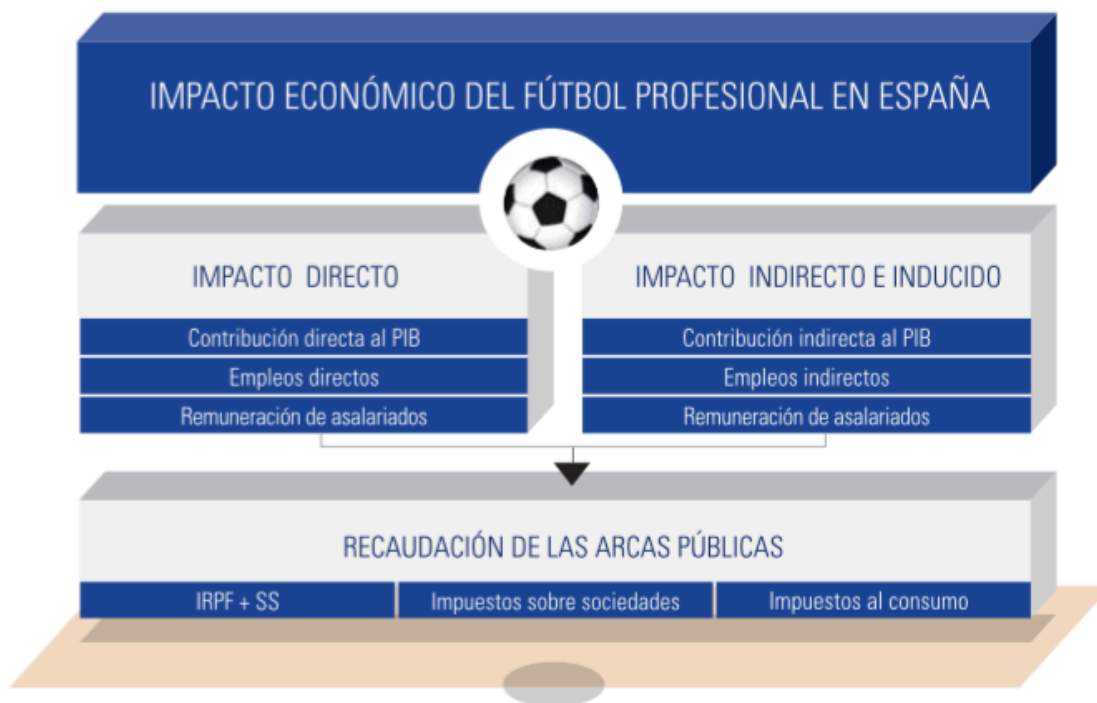 IMPACTO ECONÓMICO DEL FÚTBOL PROFESIONAL EN ESPAÑA
IMPACTO DIRECTO
Contribución directa al PIB
Empleos directos
Remuneración de asalariados
IMPACTO INDIRECTO E INDUCIDO
Contribución indirecta al PIB
Empleos indirectos
Remuneración de asalariados
RECAUDACIÓN DE LAS ARCAS PÚBLICAS
IRPF + SS
Impuestos sobre sociedades
Impuestos al consumo